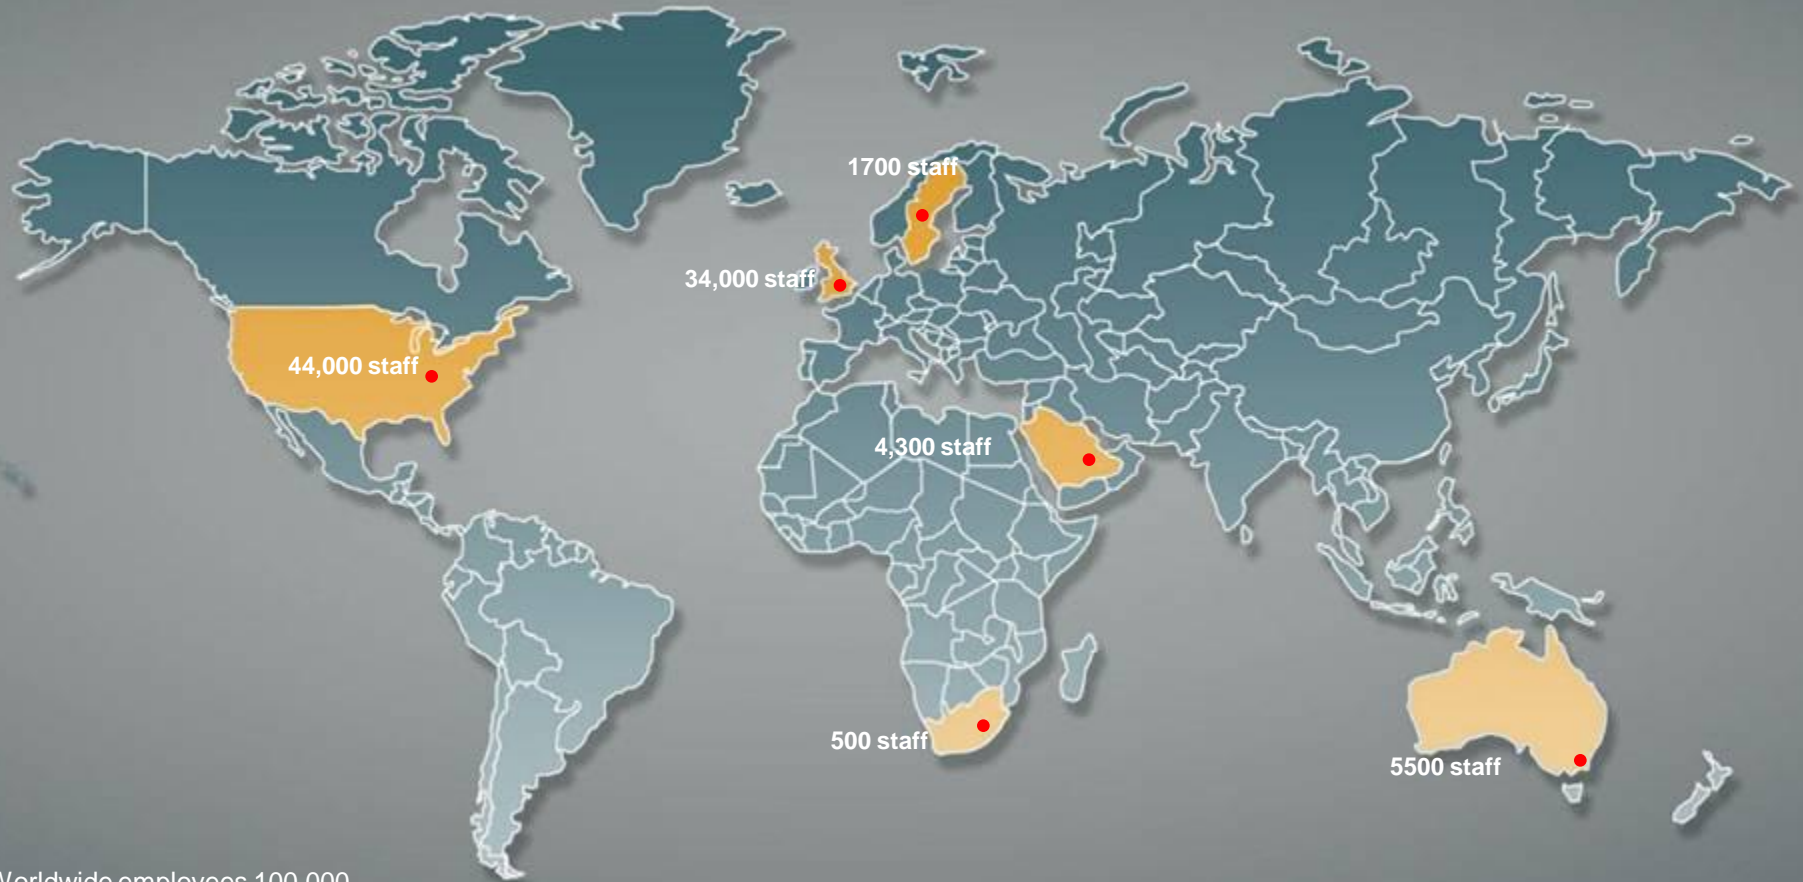 1700 staff
34,000 staff
44,000 staff
4,300 staff
500 staff
5500 staff
Worldwide employees 100,000